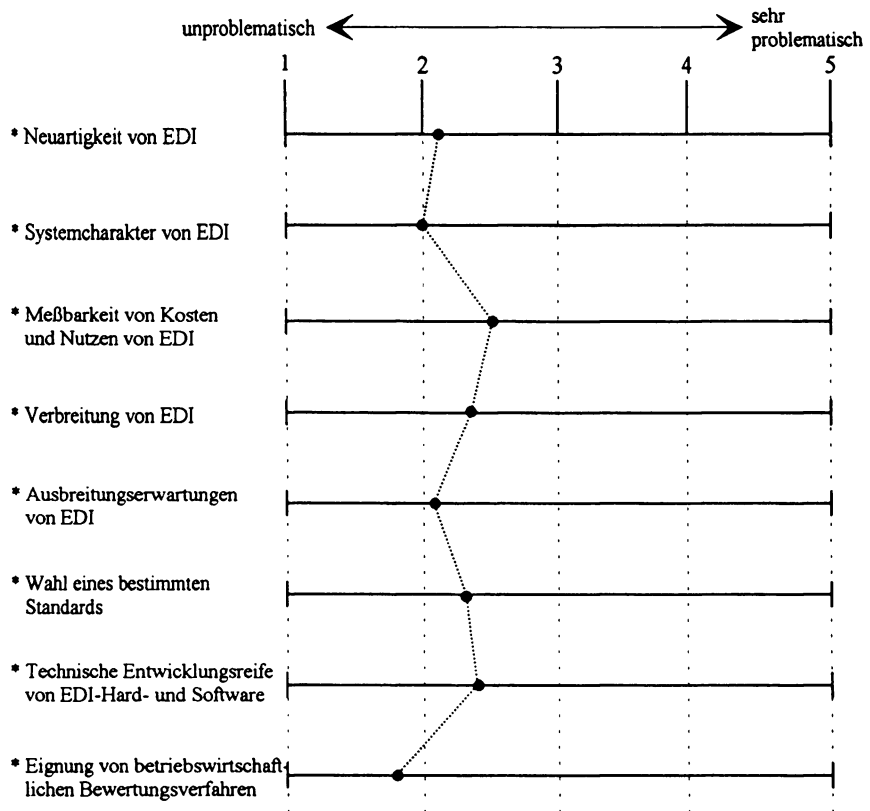 unproblematisch
sehr
problematisch
1 2 3 4 5
* Neuartigkeit von EDI
* Systemcharakter von EDI
* Meßbarkeit von Kosten
und Nutzen von EDI
* Verbreitung von EDI
* Ausbreitungserwartungen
von EDI
* Wahl eines bestimmten
Standards
* Technische Entwicklungsreife
von EDI-Hard- und Software
* Eignung von betriebswirtschaft-
lichen Bewertungsverfahren